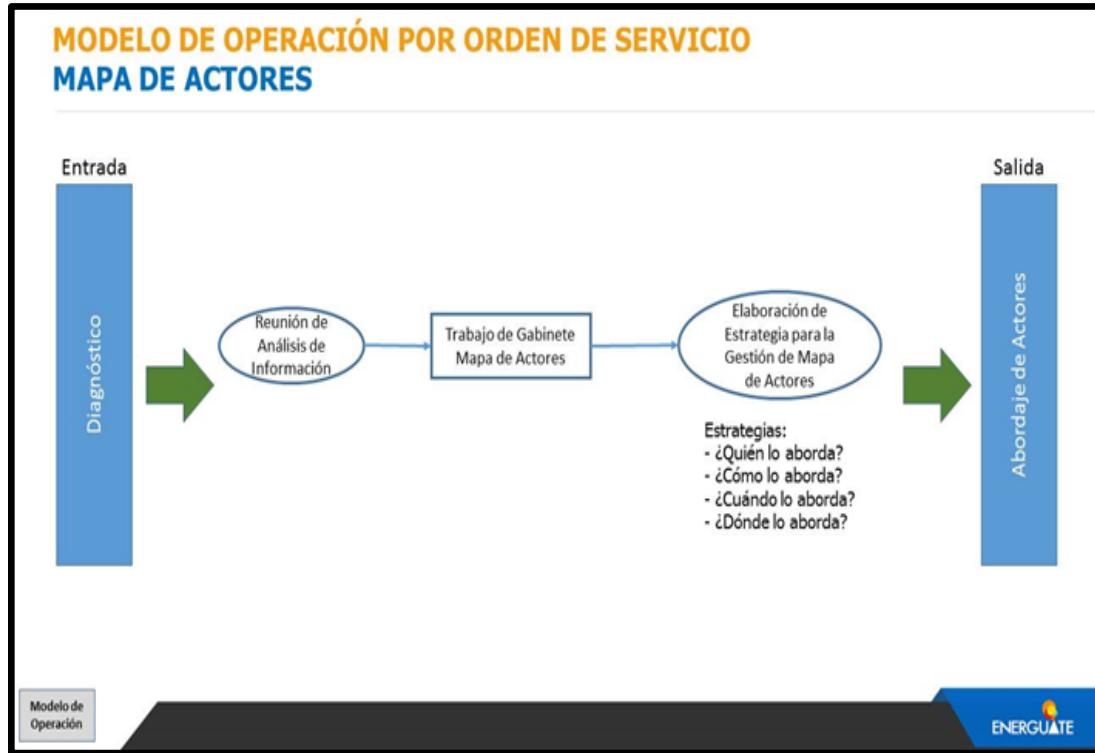 MODELO DE OPERACIÓN POR ORDEN DE SERVICIO
MAPA DE ACTORES
Entrada
Salida
Diagnóstico
Reunión de
Análisis de
Información
Trabajo de Gabinete
Mapa de Actores
Elaboración de
Estrategia para la
Gestión de Mapa
de Actores
Estrategias:
- ¿Quién lo aborda?
- ¿Cómo lo aborda?
- ¿Cuándo lo aborda?
- ¿Dónde lo aborda?
Abordaje de Actores
Modelo de
Operación
ENERGUATE